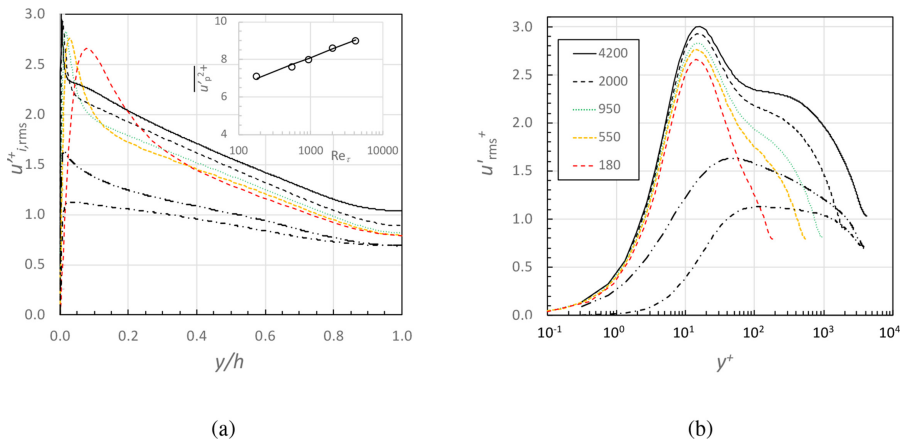 3.0
2.5
2.0
1.5
1.0
0.5
0.0
u'⁺ i,rms
0.0 0.2 0.4 0.6 0.8 1.0
y/h
10
8
6
4
u'p²⁺
100 1000 10000
Reτ
(a)
3.0
2.5
2.0
1.5
1.0
0.5
0.0
u'rms⁺
4200
2000
950
550
180
10⁻¹ 10⁰ 10¹ 10² 10³ 10⁴
y⁺
(b)